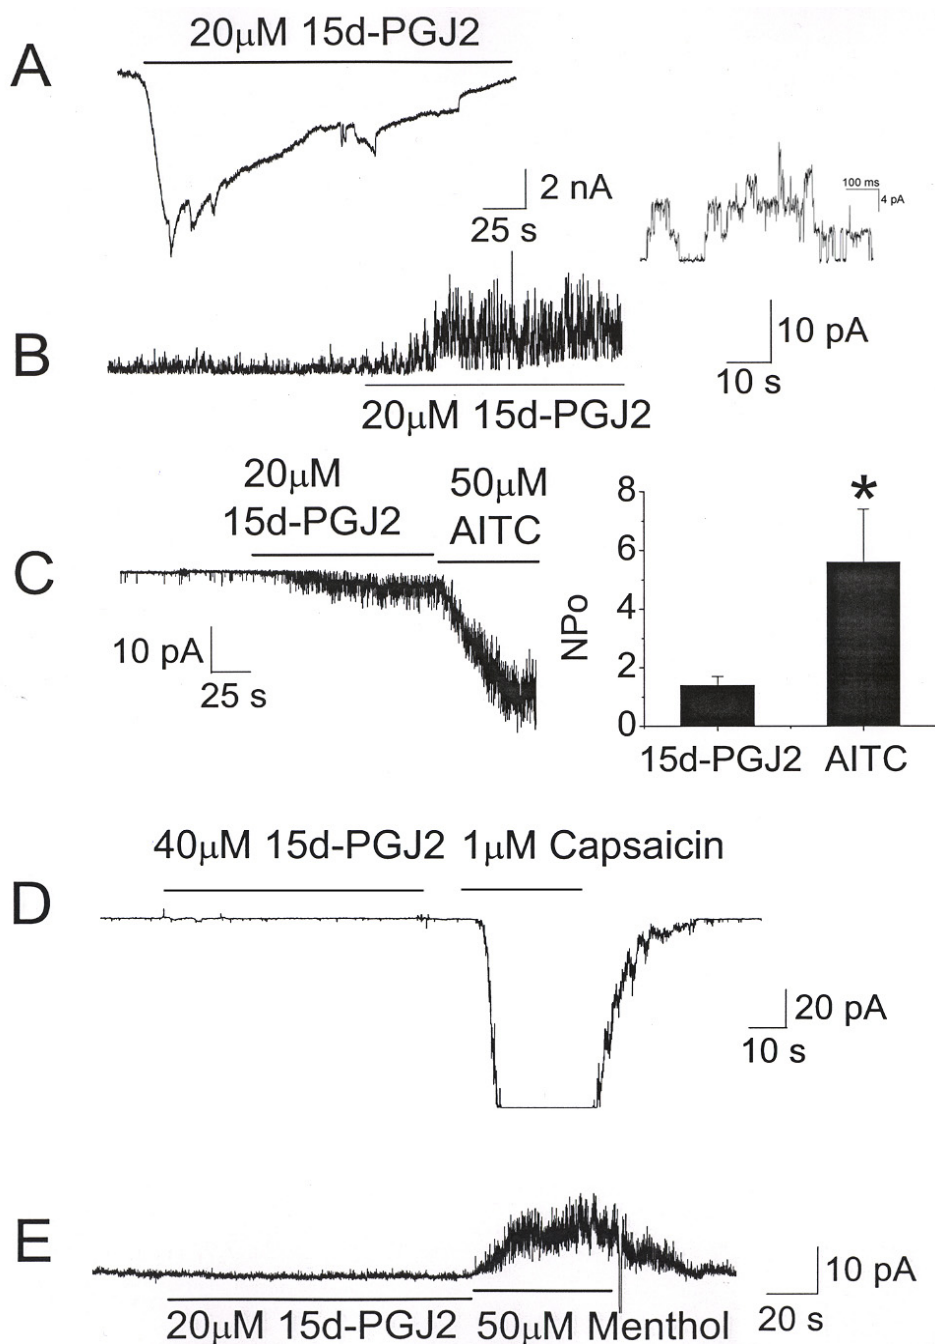 20μM 15d-PGJ2
A
2 nA
25 s
100 ms
4 pA
B
10 pA
10 s
20μM 15d-PGJ2
20μM
15d-PGJ2
50μM
AITC
C
10 pA
25 s
8
6
4
2
0
NPo
*
15d-PGJ2 AITC
40μM 15d-PGJ2 1μM Capsaicin
D
20 pA
10 s
E
10 pA
20 s
20μM 15d-PGJ2 50μM Menthol